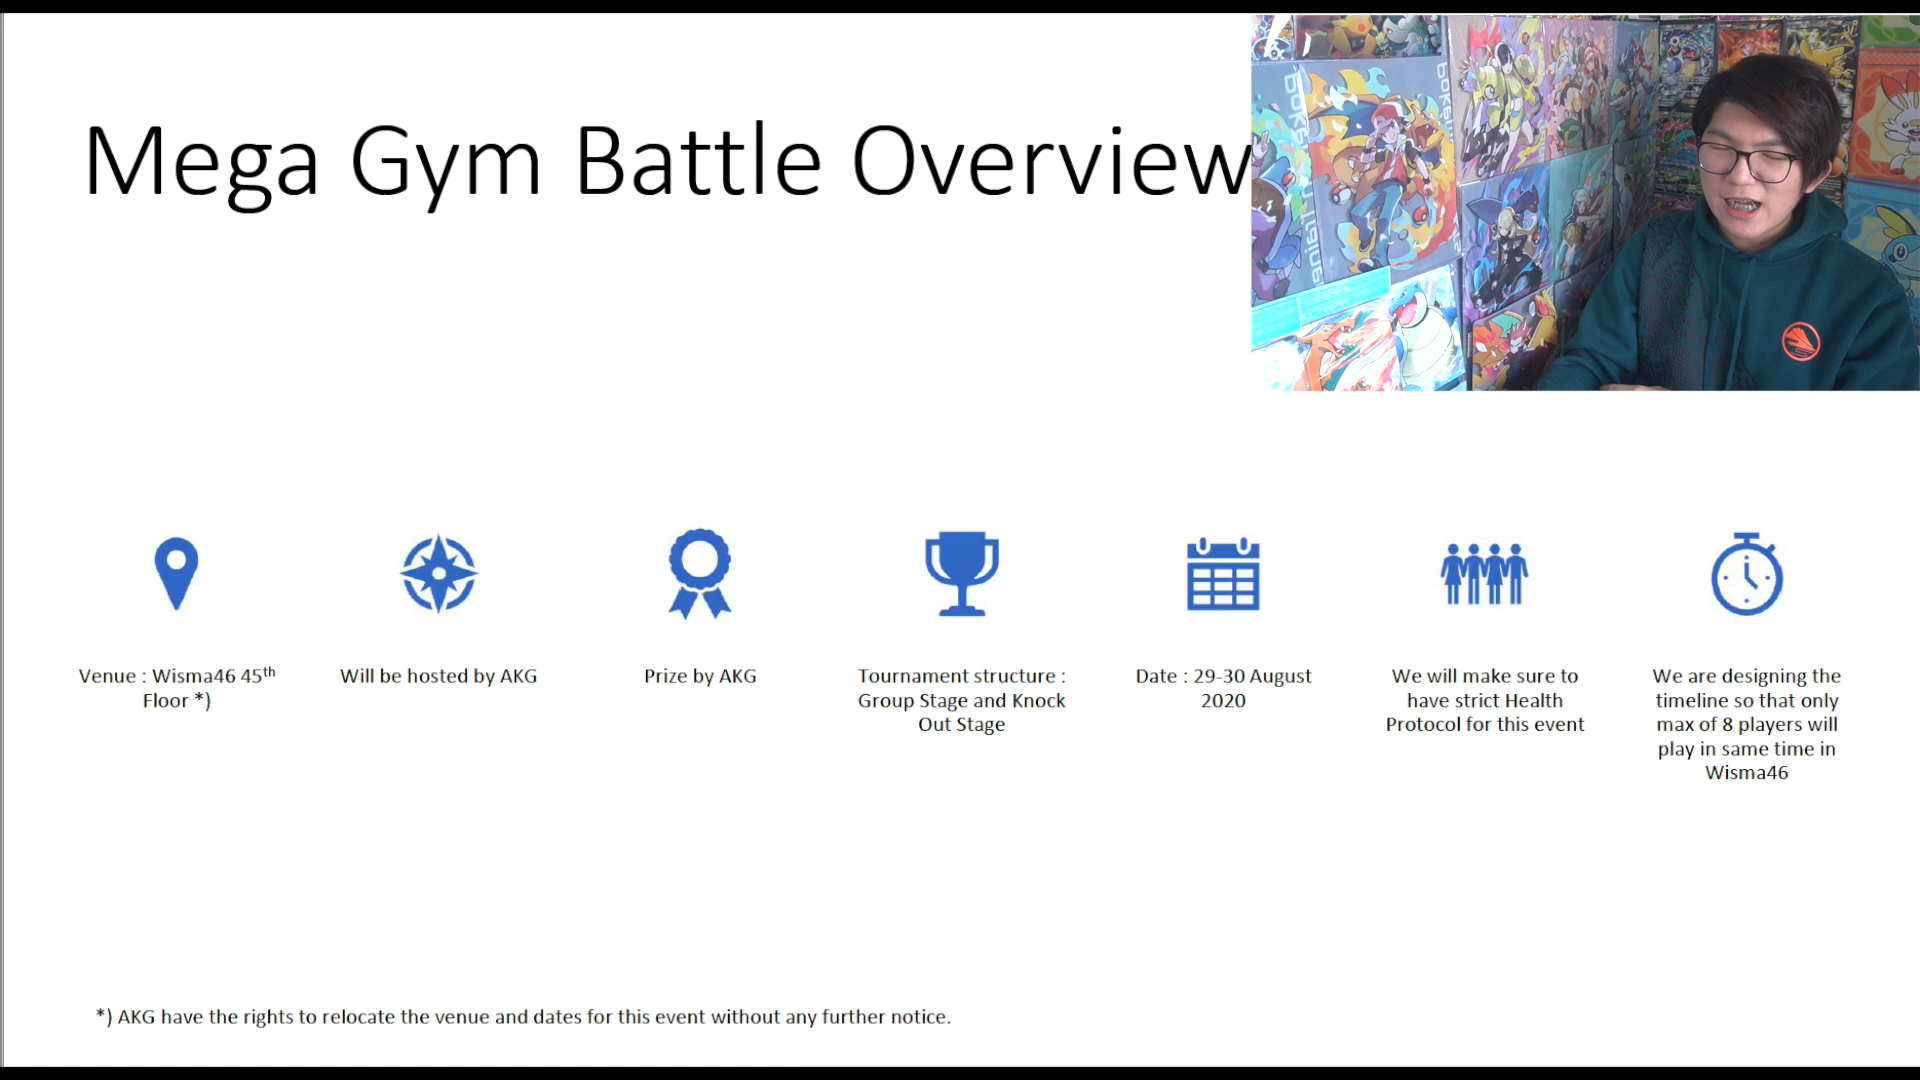 Mega Gym Battle Overview
Venue : Wisma46 45th
Floor *)
Will be hosted by AKG
Prize by AKG
Tournament structure :
Group Stage and Knock
Out Stage
Date : 29-30 August
2020
We will make sure to
have strict Health
Protocol for this event
We are designing the
timeline so that only
max of 8 players will
play in same time in
Wisma46
*) AKG have the rights to relocate the venue and dates for this event without any further notice.